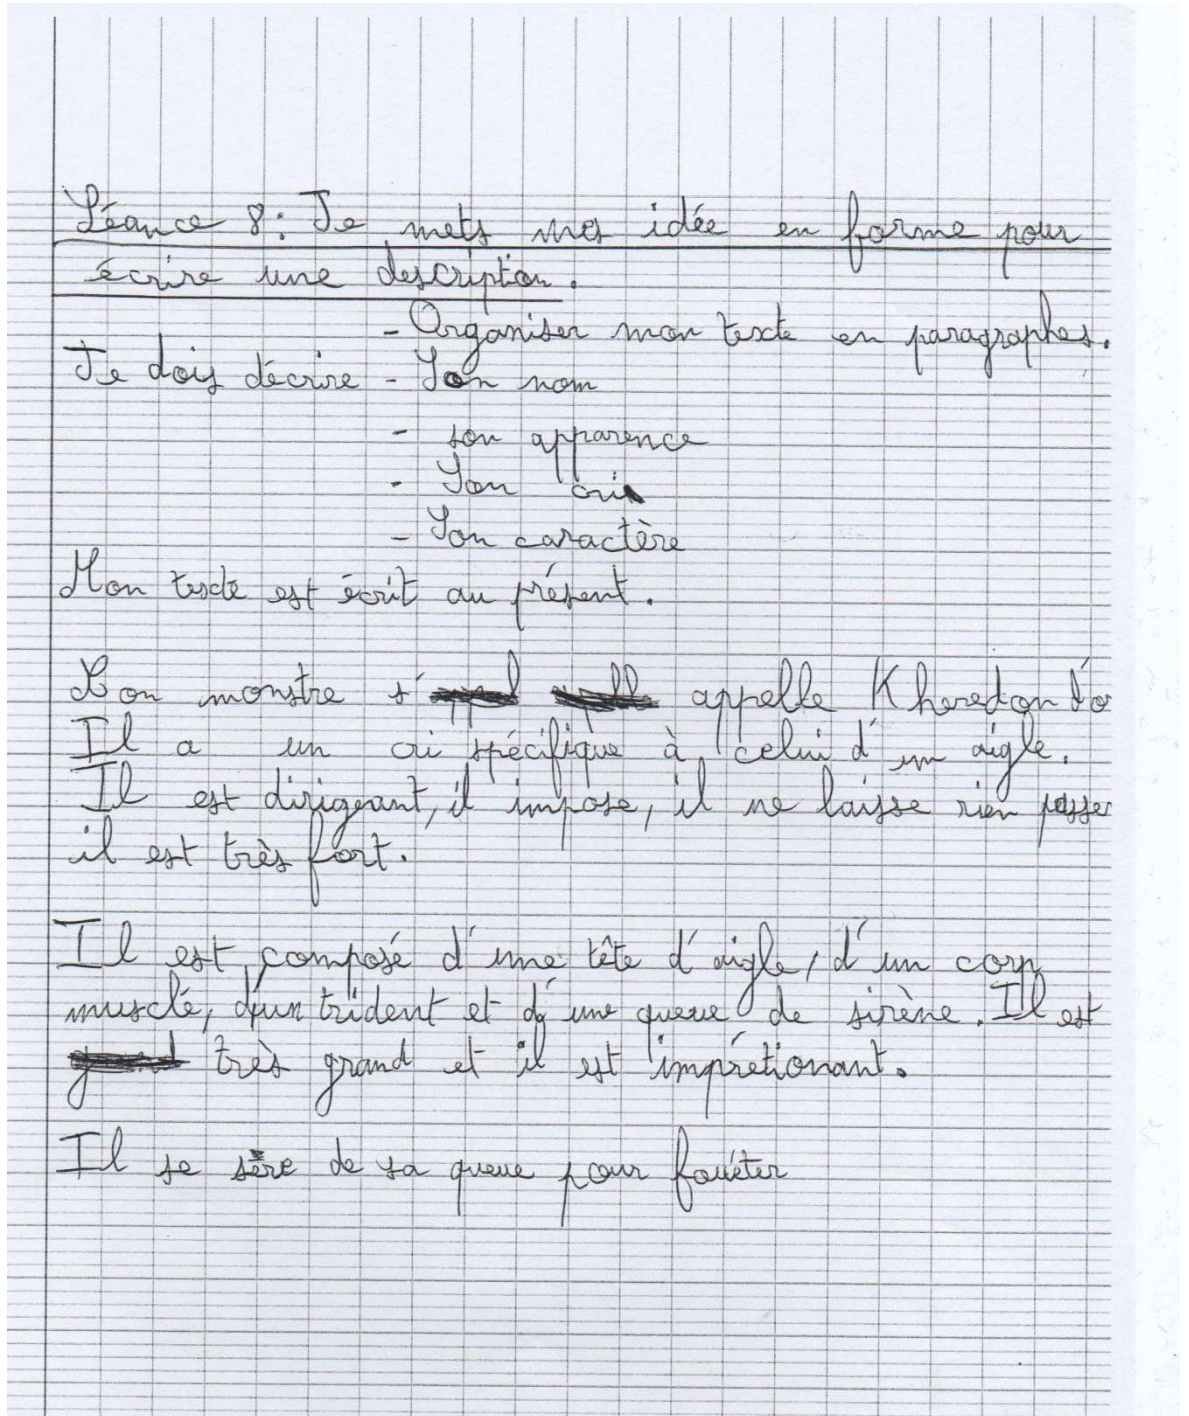 Séance 8: Je mets mes idée en forme pour
écrire une description.
- Organiser mon texte en paragraphes.
Je dois décrire - Son nom
- son apparence
- Son cri
- Son caractère
Mon texte est écrit au présent.
Son monstre s' appelle Kheredon
Il a un cri spécifique à celui d'un aigle.
Il est dirigeant, il impose, il ne laisse rien passer
il est très fort.
Il est composé d'une tête d'aigle, d'un corp
musclé, d'un trident et d'une queue de sirène. Il est
très grand et il est imprétionant.
Il se sère de sa queue pour fouéter